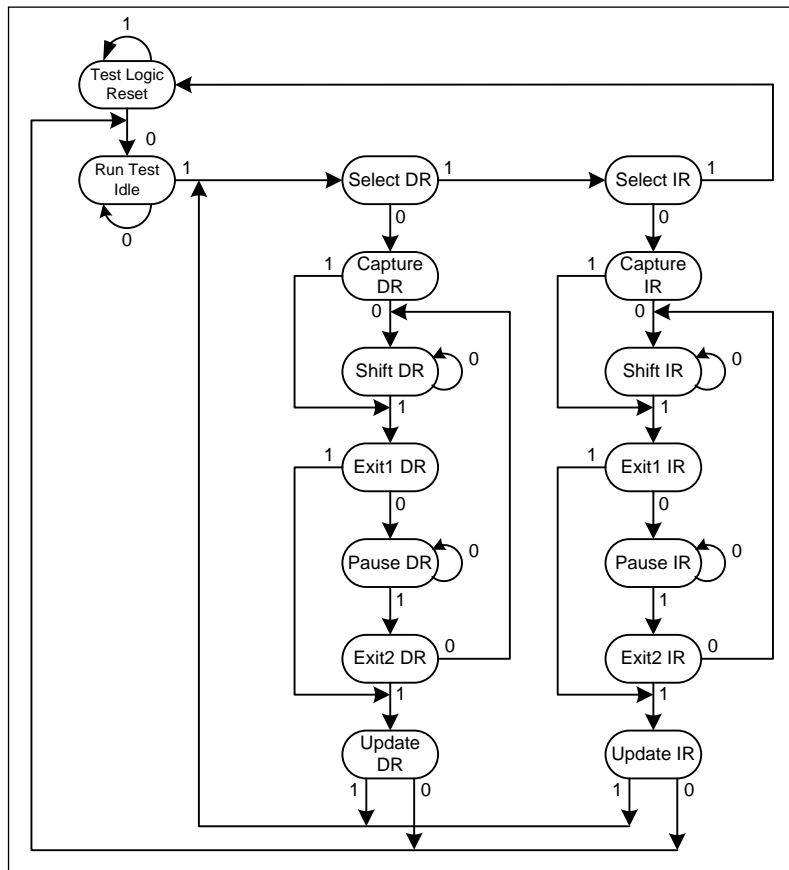 1
Test Logic
Reset
0
Run Test
Idle
1
0
Select DR
1
0
Select IR
1
0
Capture
DR
1
0
Capture
IR
1
0
Shift DR
0
1
Shift IR
0
1
Exit1 DR
1
0
Exit1 IR
1
0
Pause DR
0
1
Pause IR
0
1
Exit2 DR
0
1
Exit2 IR
0
1
Update
DR
1
0
Update IR
1
0